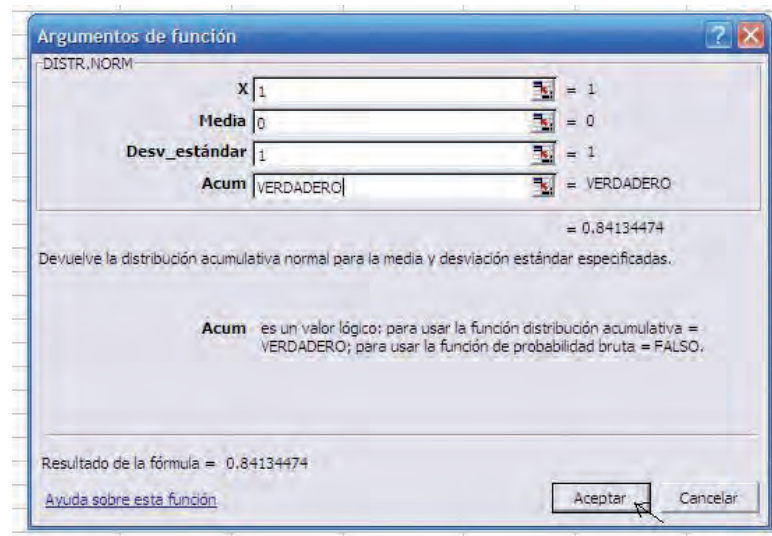 Argumentos de función
DISTR.NORM
X 1 = 1
Media 0 = 0
Desv_estándar 1 = 1
Acum VERDADERO = VERDADERO
= 0.84134474
Devuelve la distribución acumulativa normal para la media y desviación estándar especificadas.
Acum es un valor lógico: para usar la función distribución acumulativa =
VERDADERO; para usar la función de probabilidad bruta = FALSO.
Resultado de la fórmula = 0.84134474
Ayuda sobre esta función
Aceptar Cancelar